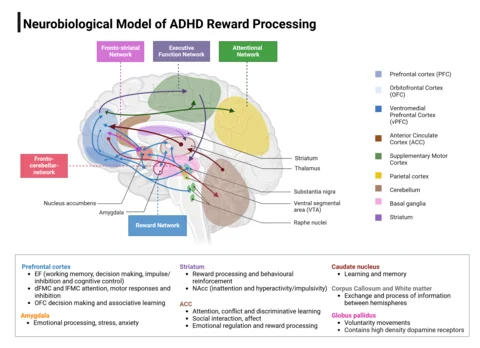 Neurobiological Model of ADHD Reward Processing
Fronto-striatal
Network
Executive
Function Network
Attentional
Network
Fronto-
cerebellar-
network
Nucleus accumbens
Amygdala
Reward Network
Striatum
Thalamus
Substantia nigra
Ventral segmental
area (VTA)
Raphe nuclei
Prefrontal cortex (PFC)
Orbitofrontal Cortex
(OFC)
Ventromedial
Prefrontal Cortex
(vPFC)
Anterior Cinculate
Cortex (ACC)
Supplementary Motor
Cortex
Parietal cortex
Cerebellum
Basal ganglia
Striatum
Prefrontal cortex
• EF (working memory, decision making, impulse/
inhibition and cognitive control)
• dFMC and IFMC attention, motor responses and
inhibition
• OFC decision making and associative learning
Amygdala
• Emotional processing, stress, anxiety
Striatum
• Reward processing and behavioural
reinforcement
• NAcc (inattention and hyperactivity/impulsivity)
ACC
• Attention, conflict and discriminative learning
• Social interaction, affect
• Emotional regulation and reward processing
Caudate nucleus
• Learning and memory
Corpus Callosum and White matter
• Exchange and process of information
between hemispheres
Globus pallidus
• Voluntarity movements
• Contains high density dopamine receptors